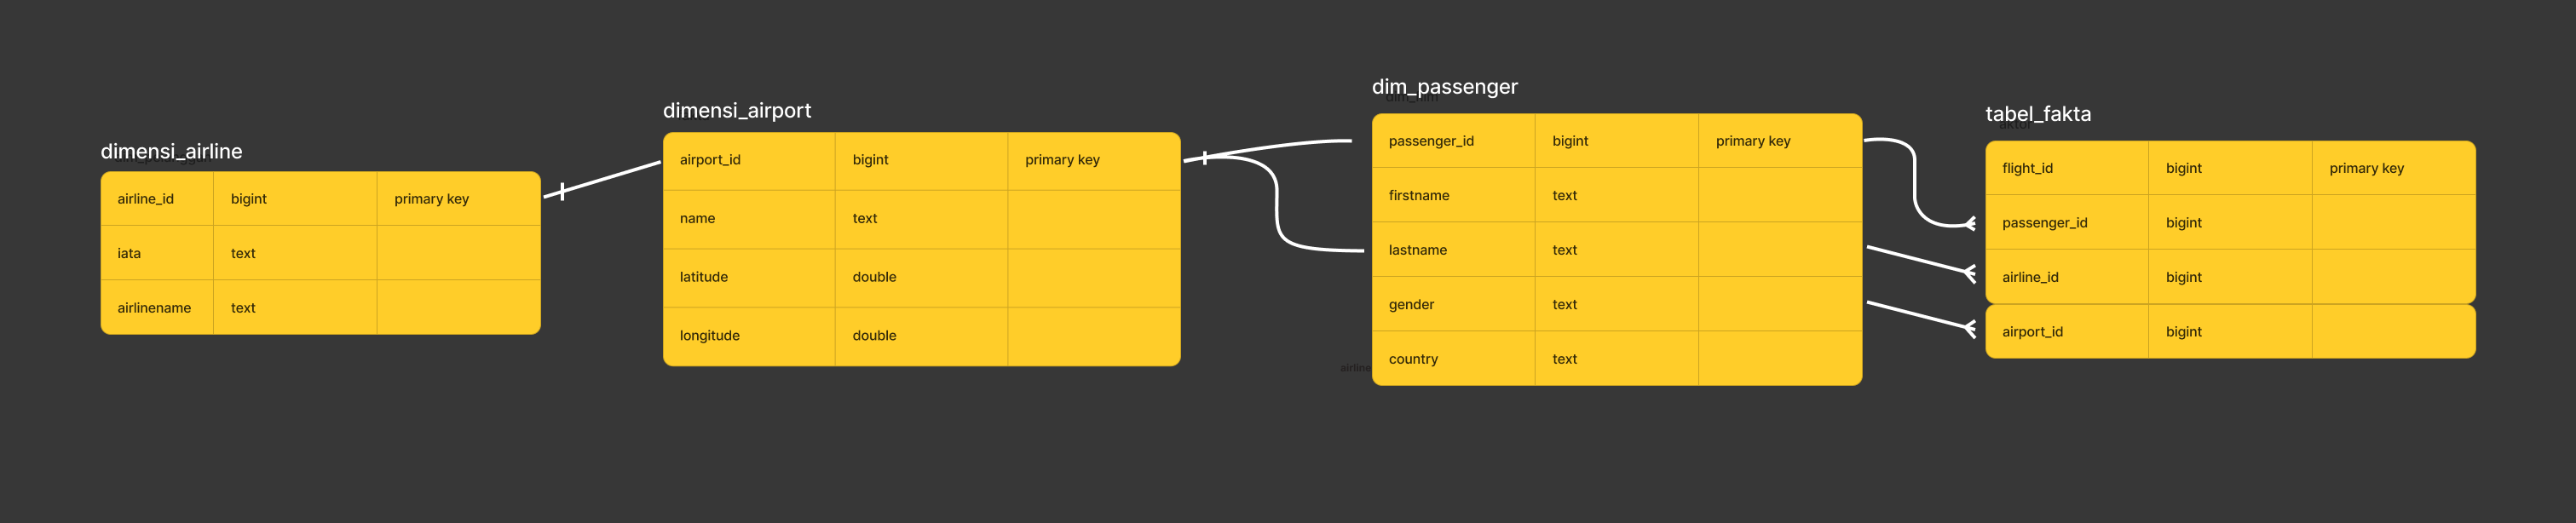 dimensi_airline
airline_id bigint primary key
iata text
airlinename text
dimensi_airport
airport_id bigint primary key
name text
latitude double
longitude double
dim_passenger
passenger_id bigint primary key
firstname text
lastname text
gender text
country text
airline
tabel_fakta
flight_id bigint primary key
passenger_id bigint
airline_id bigint
airport_id bigint